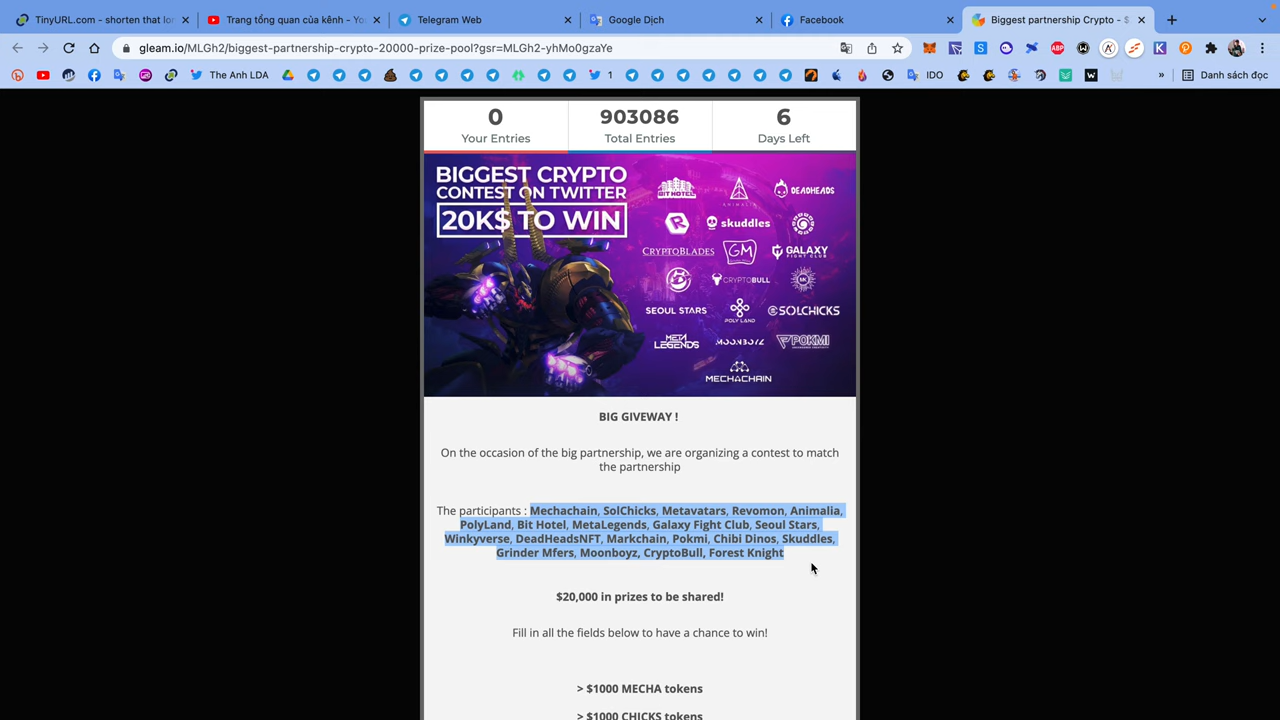 TinyURL.com - shorten that lon
Trang tổng quan của kênh - Yo
Telegram Web
Google Dịch
Facebook
Biggest partnership Crypto - $
gleam.io/MLGh2/biggest-partnership-crypto-20000-prize-pool?gsr=MLGh2-yhMo0gzaYe
The Anh LDA
1
IDO
Danh sách đọc
0
Your Entries
903086
Total Entries
6
Days Left
BIGGEST CRYPTO
CONTEST ON TWITTER
20K$ TO WIN
BIT HOTEL
ANIMALIA
DEADHEADS
skuddles
CRYPTOBLADES
GM
GALAXY
FIGHT CLUB
CRYPTOBULL
MK
SEOUL STARS
POLY LAND
SOLCHICKS
META
LEGENDS
MOONBOYZ
POKMI
MECHACHAIN
BIG GIVEWAY !
On the occasion of the big partnership, we are organizing a contest to match
the partnership
The participants : Mechachain, SolChicks, Metavatars, Revomon, Animalia,
PolyLand, Bit Hotel, MetaLegends, Galaxy Fight Club, Seoul Stars,
Winkyverse, DeadHeadsNFT, Markchain, Pokmi, Chibi Dinos, Skuddles,
Grinder Mfers, Moonboyz, CryptoBull, Forest Knight
$20,000 in prizes to be shared!
Fill in all the fields below to have a chance to win!
> $1000 MECHA tokens
> $1000 CHICKS tokens